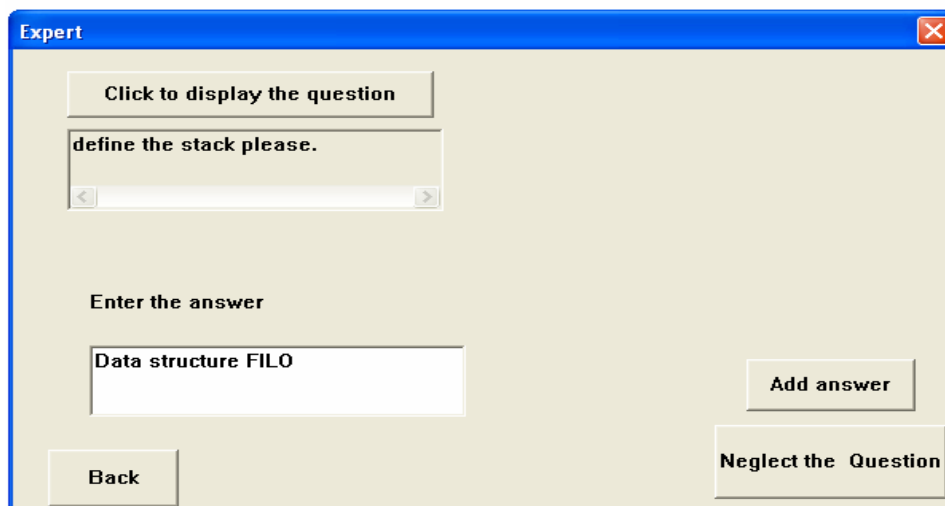 Expert
Click to display the question
define the stack please.
Enter the answer
Data structure FILO
Add answer
Neglect the Question
Back